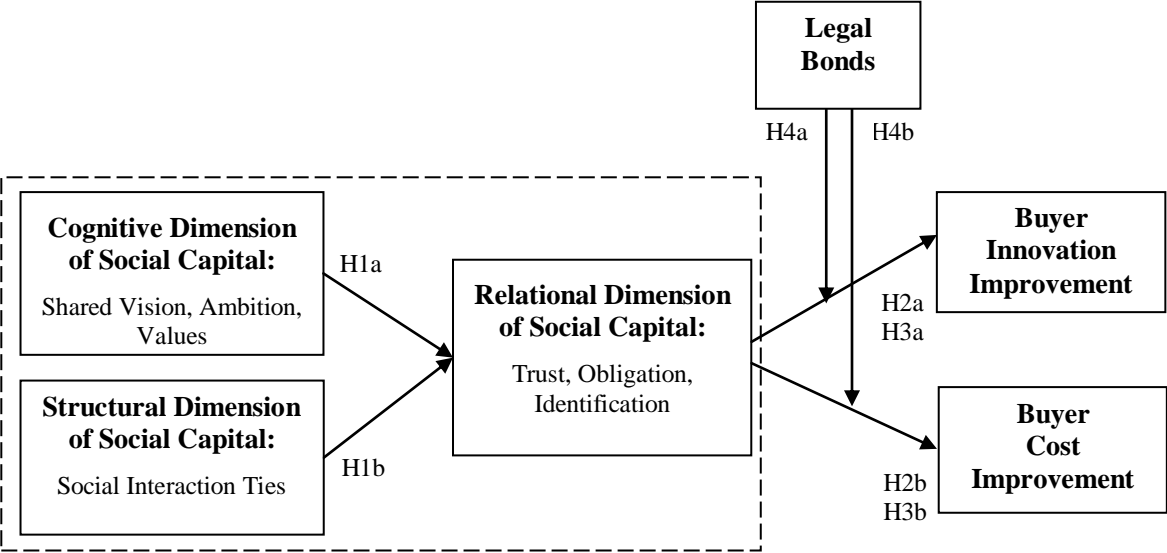 Legal
Bonds
H4a
H4b
Cognitive Dimension
of Social Capital:
Shared Vision, Ambition,
Values
H1a
Structural Dimension
of Social Capital:
Social Interaction Ties
H1b
Relational Dimension
of Social Capital:
Trust, Obligation,
Identification
Buyer
Innovation
Improvement
H2a
H3a
Buyer
Cost
Improvement
H2b
H3b